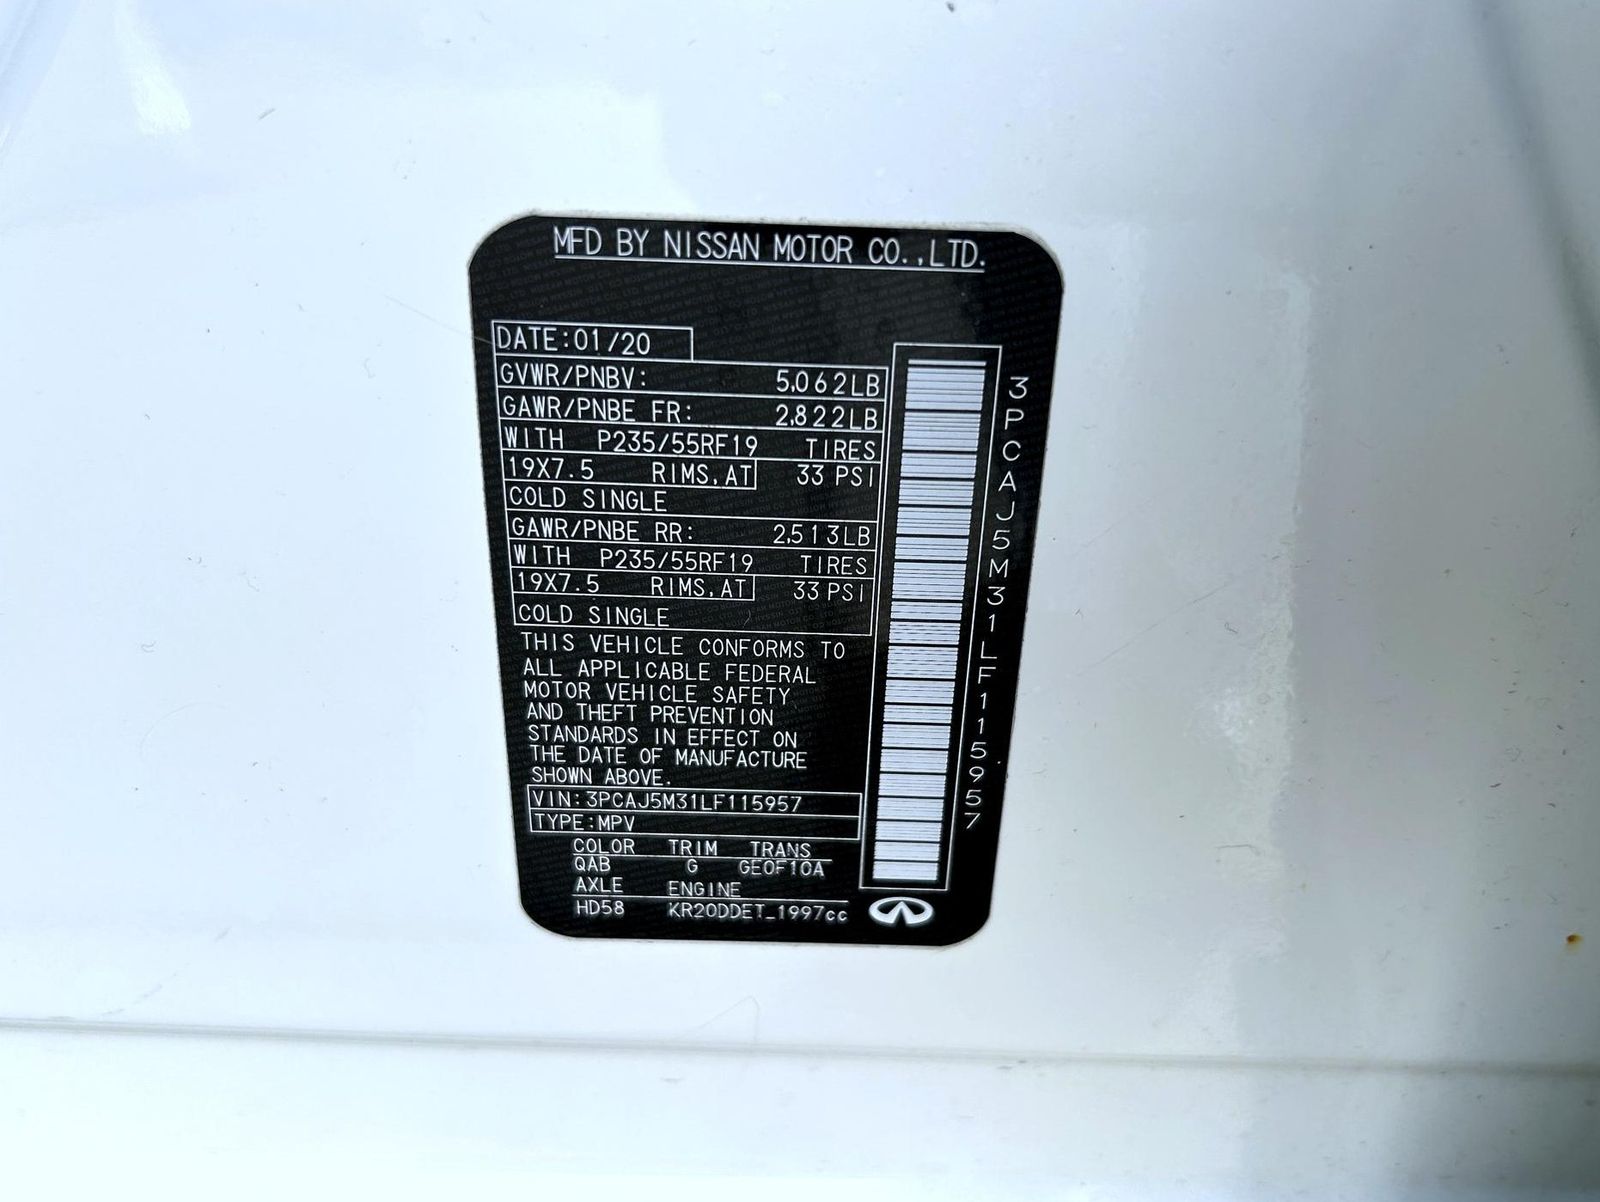 MFD BY NISSAN MOTOR CO.,LTD.
DATE:01/20
GVWR/PNBV: 5,062LB
GAWR/PNBE FR: 2,822LB
WITH P235/55RF19 TIRES
19X7.5 RIMS,AT 33 PSI
COLD SINGLE
GAWR/PNBE RR: 2,513LB
WITH P235/55RF19 TIRES
19X7.5 RIMS,AT 33 PSI
COLD SINGLE
THIS VEHICLE CONFORMS TO
ALL APPLICABLE FEDERAL
MOTOR VEHICLE SAFETY
AND THEFT PREVENTION
STANDARDS IN EFFECT ON
THE DATE OF MANUFACTURE
SHOWN ABOVE.
VIN:3PCAJ5M31LF115957
TYPE:MPV
COLOR TRIM TRANS
QAB G GE0F10A
AXLE ENGINE
HD58 KR20DDET_1997cc
3PCAJ5M31LF115957